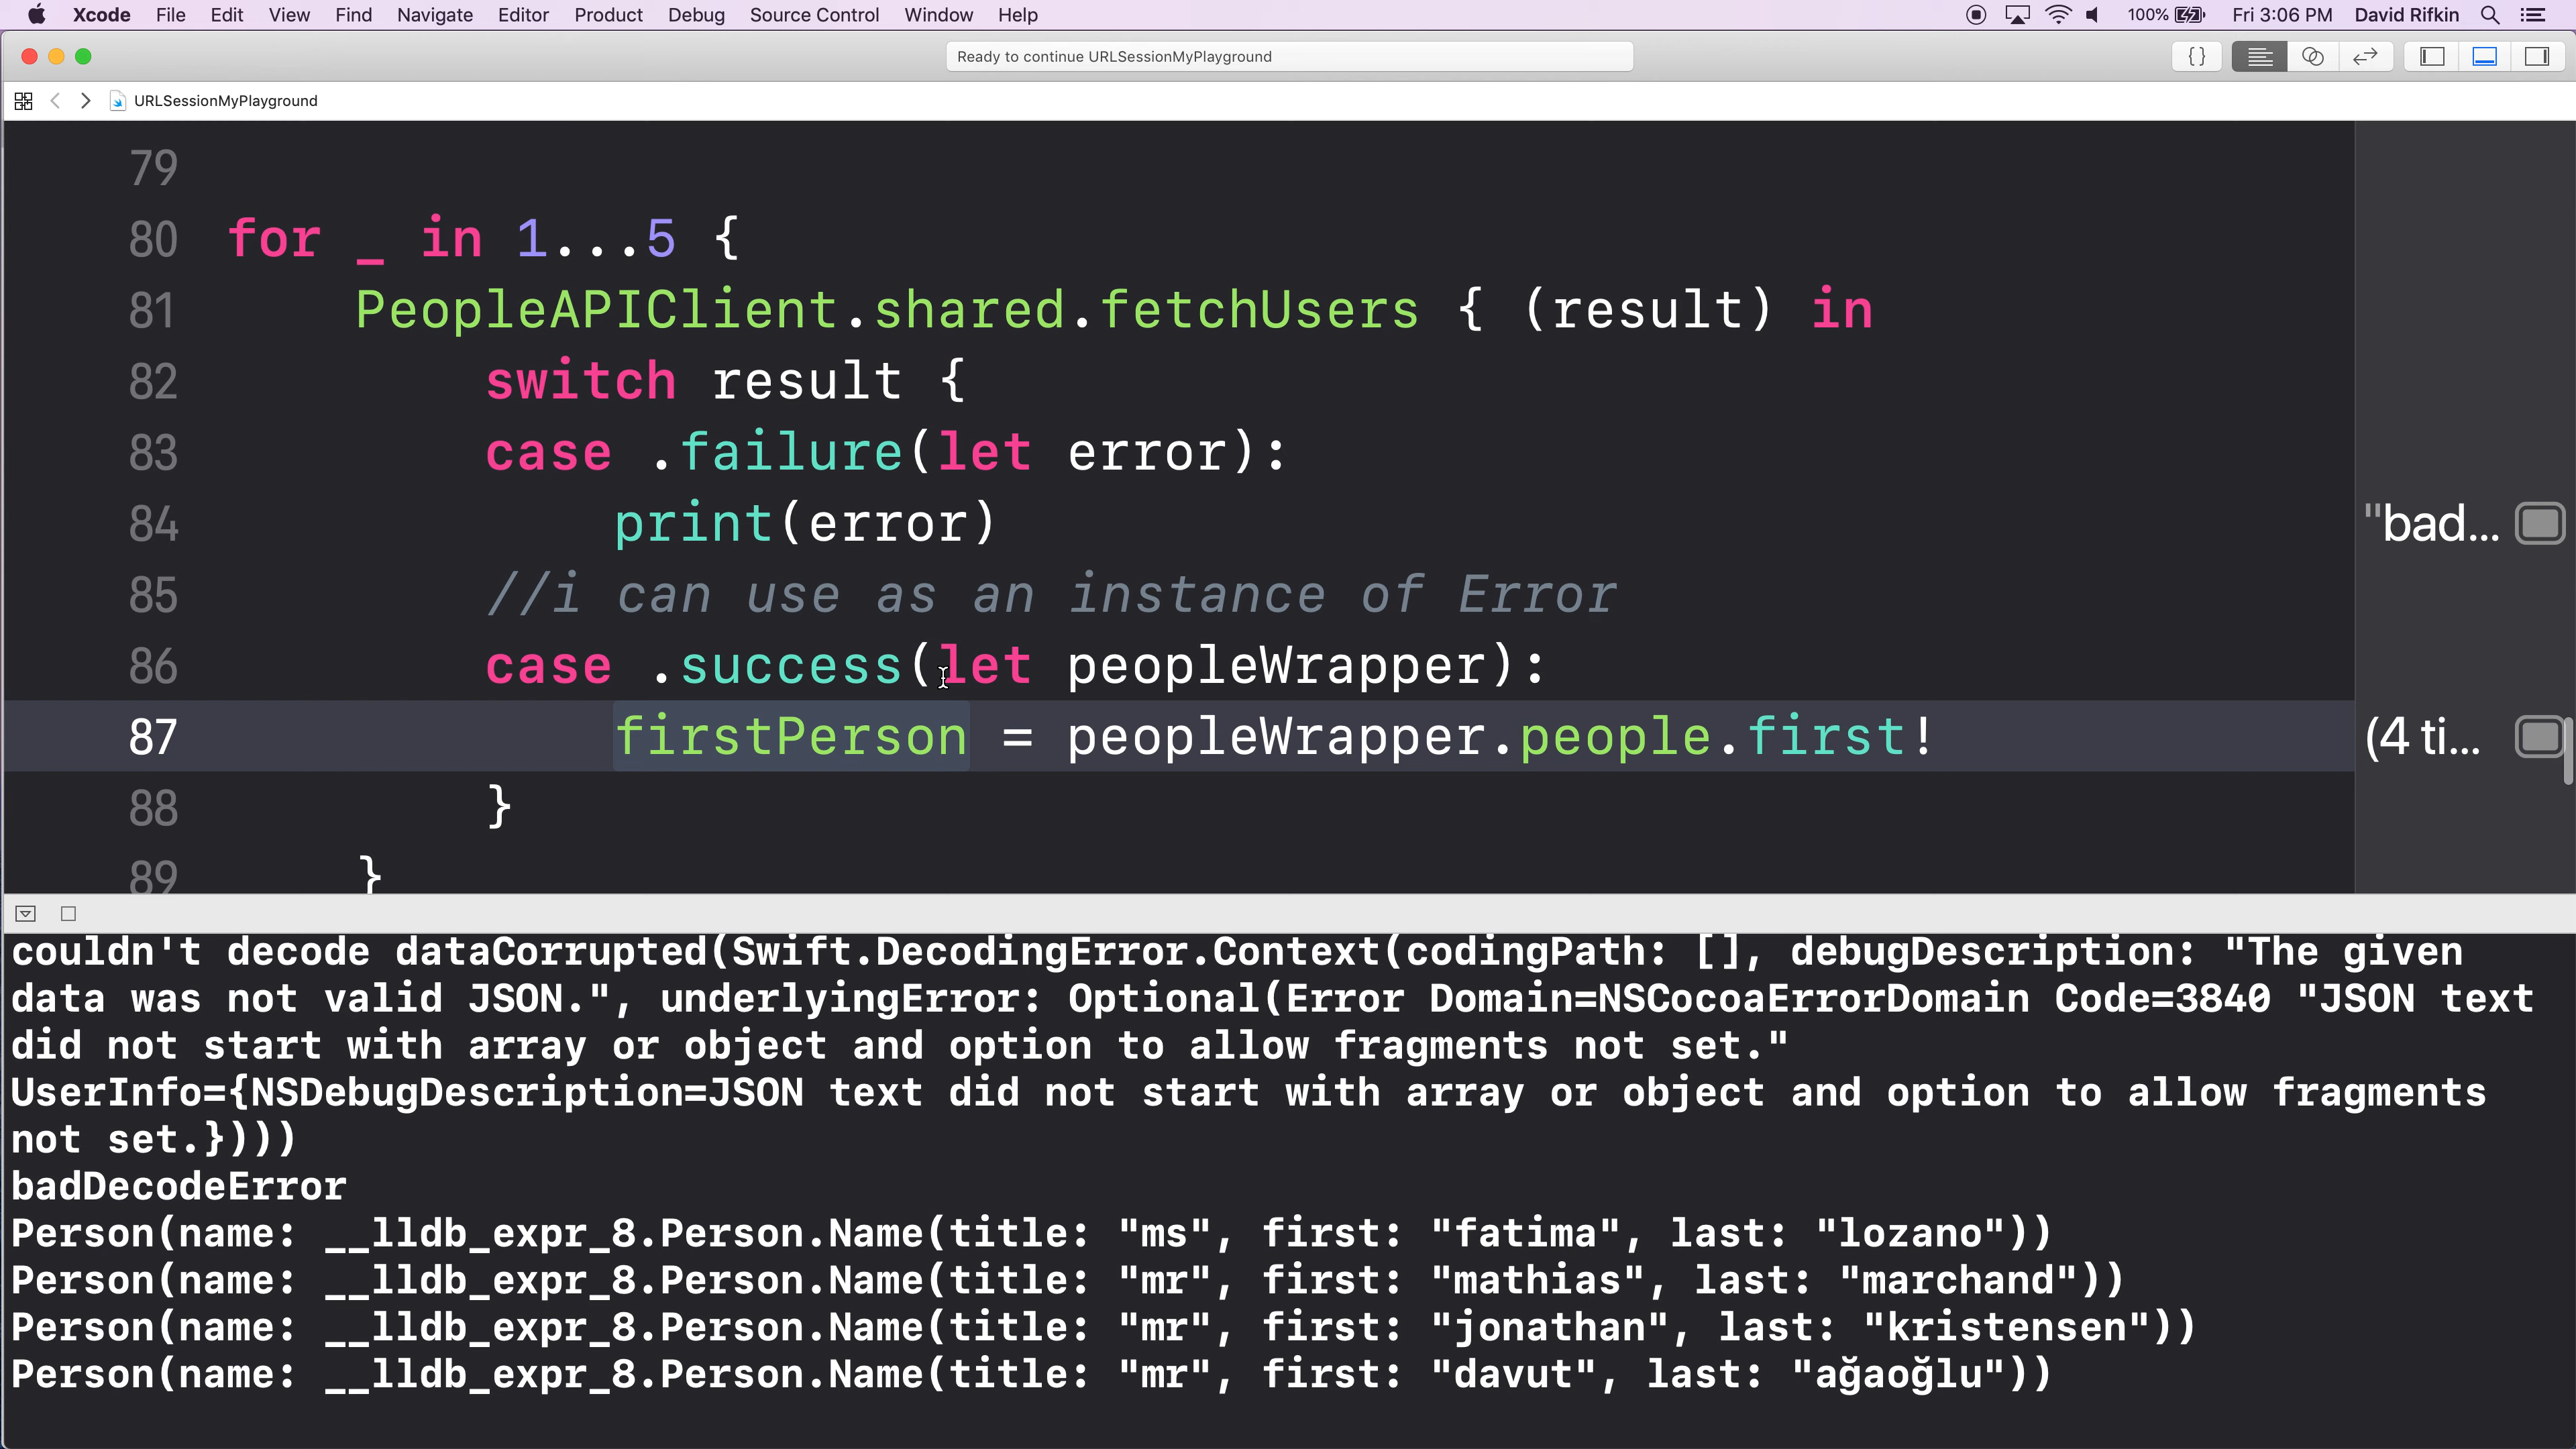 Xcode File Edit View Find Navigate Editor Product Debug Source Control Window Help 100% Fri 3:06 PM David Rifkin
Ready to continue URLSessionMyPlayground { }
URLSessionMyPlayground
79
80 for _ in 1...5 {
81 PeopleAPIClient.shared.fetchUsers { (result) in
82 switch result {
83 case .failure(let error):
84 print(error) "bad...
85 //i can use as an instance of Error
86 case .success(let peopleWrapper):
87 firstPerson = peopleWrapper.people.first! (4 ti...
88 }
89 }
couldn't decode dataCorrupted(Swift.DecodingError.Context(codingPath: [], debugDescription: "The given
data was not valid JSON.", underlyingError: Optional(Error Domain=NSCocoaErrorDomain Code=3840 "JSON text
did not start with array or object and option to allow fragments not set."
UserInfo={NSDebugDescription=JSON text did not start with array or object and option to allow fragments
not set.})))
badDecodeError
Person(name: __lldb_expr_8.Person.Name(title: "ms", first: "fatima", last: "lozano"))
Person(name: __lldb_expr_8.Person.Name(title: "mr", first: "mathias", last: "marchand"))
Person(name: __lldb_expr_8.Person.Name(title: "mr", first: "jonathan", last: "kristensen"))
Person(name: __lldb_expr_8.Person.Name(title: "mr", first: "davut", last: "ağaoğlu"))